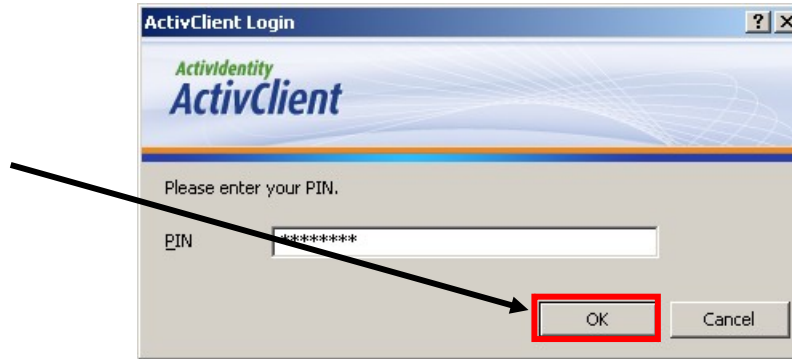 ActivClient Login
ActivIdentity
ActivClient
Please enter your PIN.
PIN ********
OK Cancel